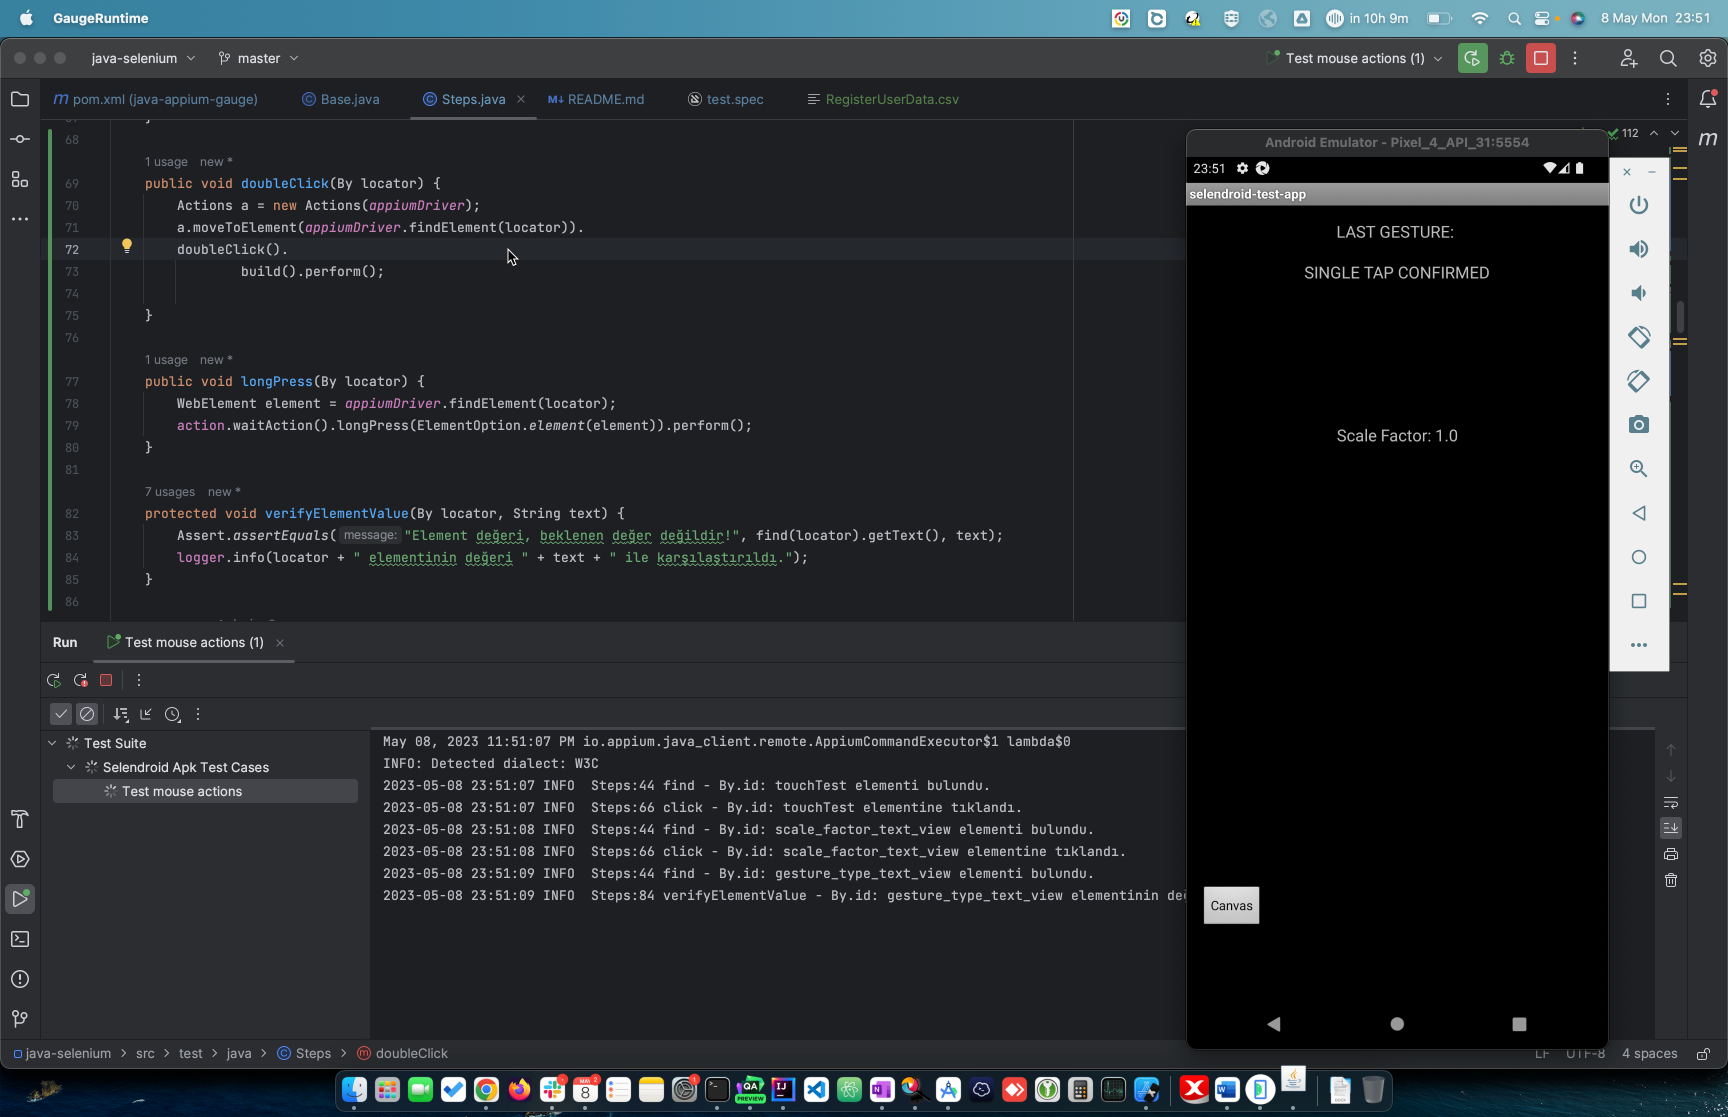 GaugeRuntime
in 10h 9m
8 May Mon 23:51
java-selenium
master
Test mouse actions (1)
pom.xml (java-appium-gauge)
Base.java
Steps.java
README.md
test.spec
RegisterUserData.csv
112
68
1 usage new *
69 public void doubleClick(By locator) {
70 Actions a = new Actions(appiumDriver);
71 a.moveToElement(appiumDriver.findElement(locator)).
72 doubleClick().
73 build().perform();
74
75 }
76
1 usage new *
77 public void longPress(By locator) {
78 WebElement element = appiumDriver.findElement(locator);
79 action.waitAction().longPress(ElementOption.element(element)).perform();
80 }
81
7 usages new *
82 protected void verifyElementValue(By locator, String text) {
83 Assert.assertEquals( message: "Element değeri, beklenen değer değildir!", find(locator).getText(), text);
84 logger.info(locator + " elementinin değeri " + text + " ile karşılaştırıldı.");
85 }
86
Android Emulator - Pixel_4_API_31:5554
23:51
selendroid-test-app
LAST GESTURE:
SINGLE TAP CONFIRMED
Scale Factor: 1.0
Canvas
Run
Test mouse actions (1)
Test Suite
Selendroid Apk Test Cases
Test mouse actions
May 08, 2023 11:51:07 PM io.appium.java_client.remote.AppiumCommandExecutor$1 lambda$0
INFO: Detected dialect: W3C
2023-05-08 23:51:07 INFO Steps:44 find - By.id: touchTest elementi bulundu.
2023-05-08 23:51:07 INFO Steps:66 click - By.id: touchTest elementine tıklandı.
2023-05-08 23:51:08 INFO Steps:44 find - By.id: scale_factor_text_view elementi bulundu.
2023-05-08 23:51:08 INFO Steps:66 click - By.id: scale_factor_text_view elementine tıklandı.
2023-05-08 23:51:09 INFO Steps:44 find - By.id: gesture_type_text_view elementi bulundu.
2023-05-08 23:51:09 INFO Steps:84 verifyElementValue - By.id: gesture_type_text_view elementinin
java-selenium
src
test
java
Steps
doubleClick
LF
UTF-8
4 spaces